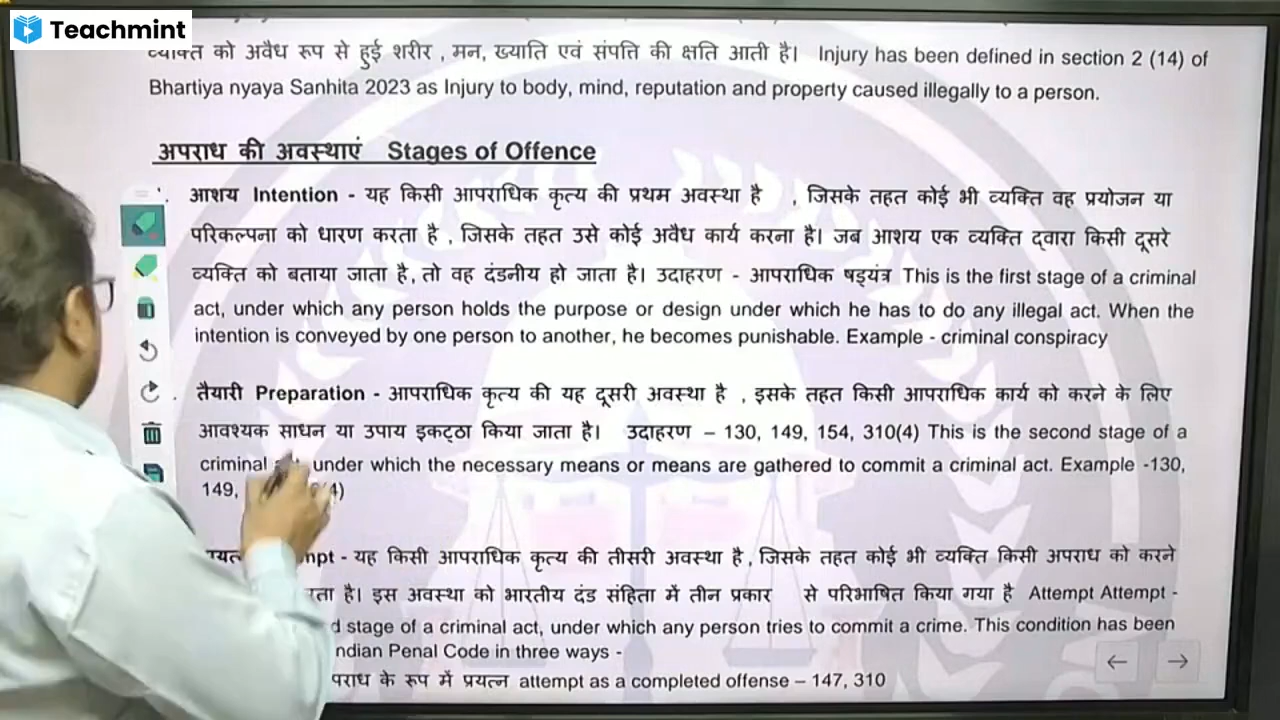 Teachmint
व्यक्ति को अवैध रूप से हुई शरीर , मन, ख्याति एवं संपत्ति की क्षति आती है। Injury has been defined in section 2 (14) of
Bhartiya nyaya Sanhita 2023 as Injury to body, mind, reputation and property caused illegally to a person.
अपराध की अवस्थाएं Stages of Offence
आशय Intention - यह किसी आपराधिक कृत्य की प्रथम अवस्था है , जिसके तहत कोई भी व्यक्ति वह प्रयोजन या
परिकल्पना को धारण करता है , जिसके तहत उसे कोई अवैध कार्य करना है। जब आशय एक व्यक्ति द्वारा किसी दूसरे
व्यक्ति को बताया जाता है, तो वह दंडनीय हो जाता है। उदाहरण - आपराधिक षड्यंत्र This is the first stage of a criminal
act, under which any person holds the purpose or design under which he has to do any illegal act. When the
intention is conveyed by one person to another, he becomes punishable. Example - criminal conspiracy
तैयारी Preparation - आपराधिक कृत्य की यह दूसरी अवस्था है , इसके तहत किसी आपराधिक कार्य को करने के लिए
आवश्यक साधन या उपाय इकट्ठा किया जाता है। उदाहरण – 130, 149, 154, 310(4) This is the second stage of a
criminal under which the necessary means or means are gathered to commit a criminal act. Example -130,
149, 4)
mpt - यह किसी आपराधिक कृत्य की तीसरी अवस्था है , जिसके तहत कोई भी व्यक्ति किसी अपराध को करने
रता है। इस अवस्था को भारतीय दंड संहिता में तीन प्रकार से परिभाषित किया गया है Attempt Attempt -
d stage of a criminal act, under which any person tries to commit a crime. This condition has been
ndian Penal Code in three ways -
पराध के रूप में प्रयत्न attempt as a completed offense – 147, 310